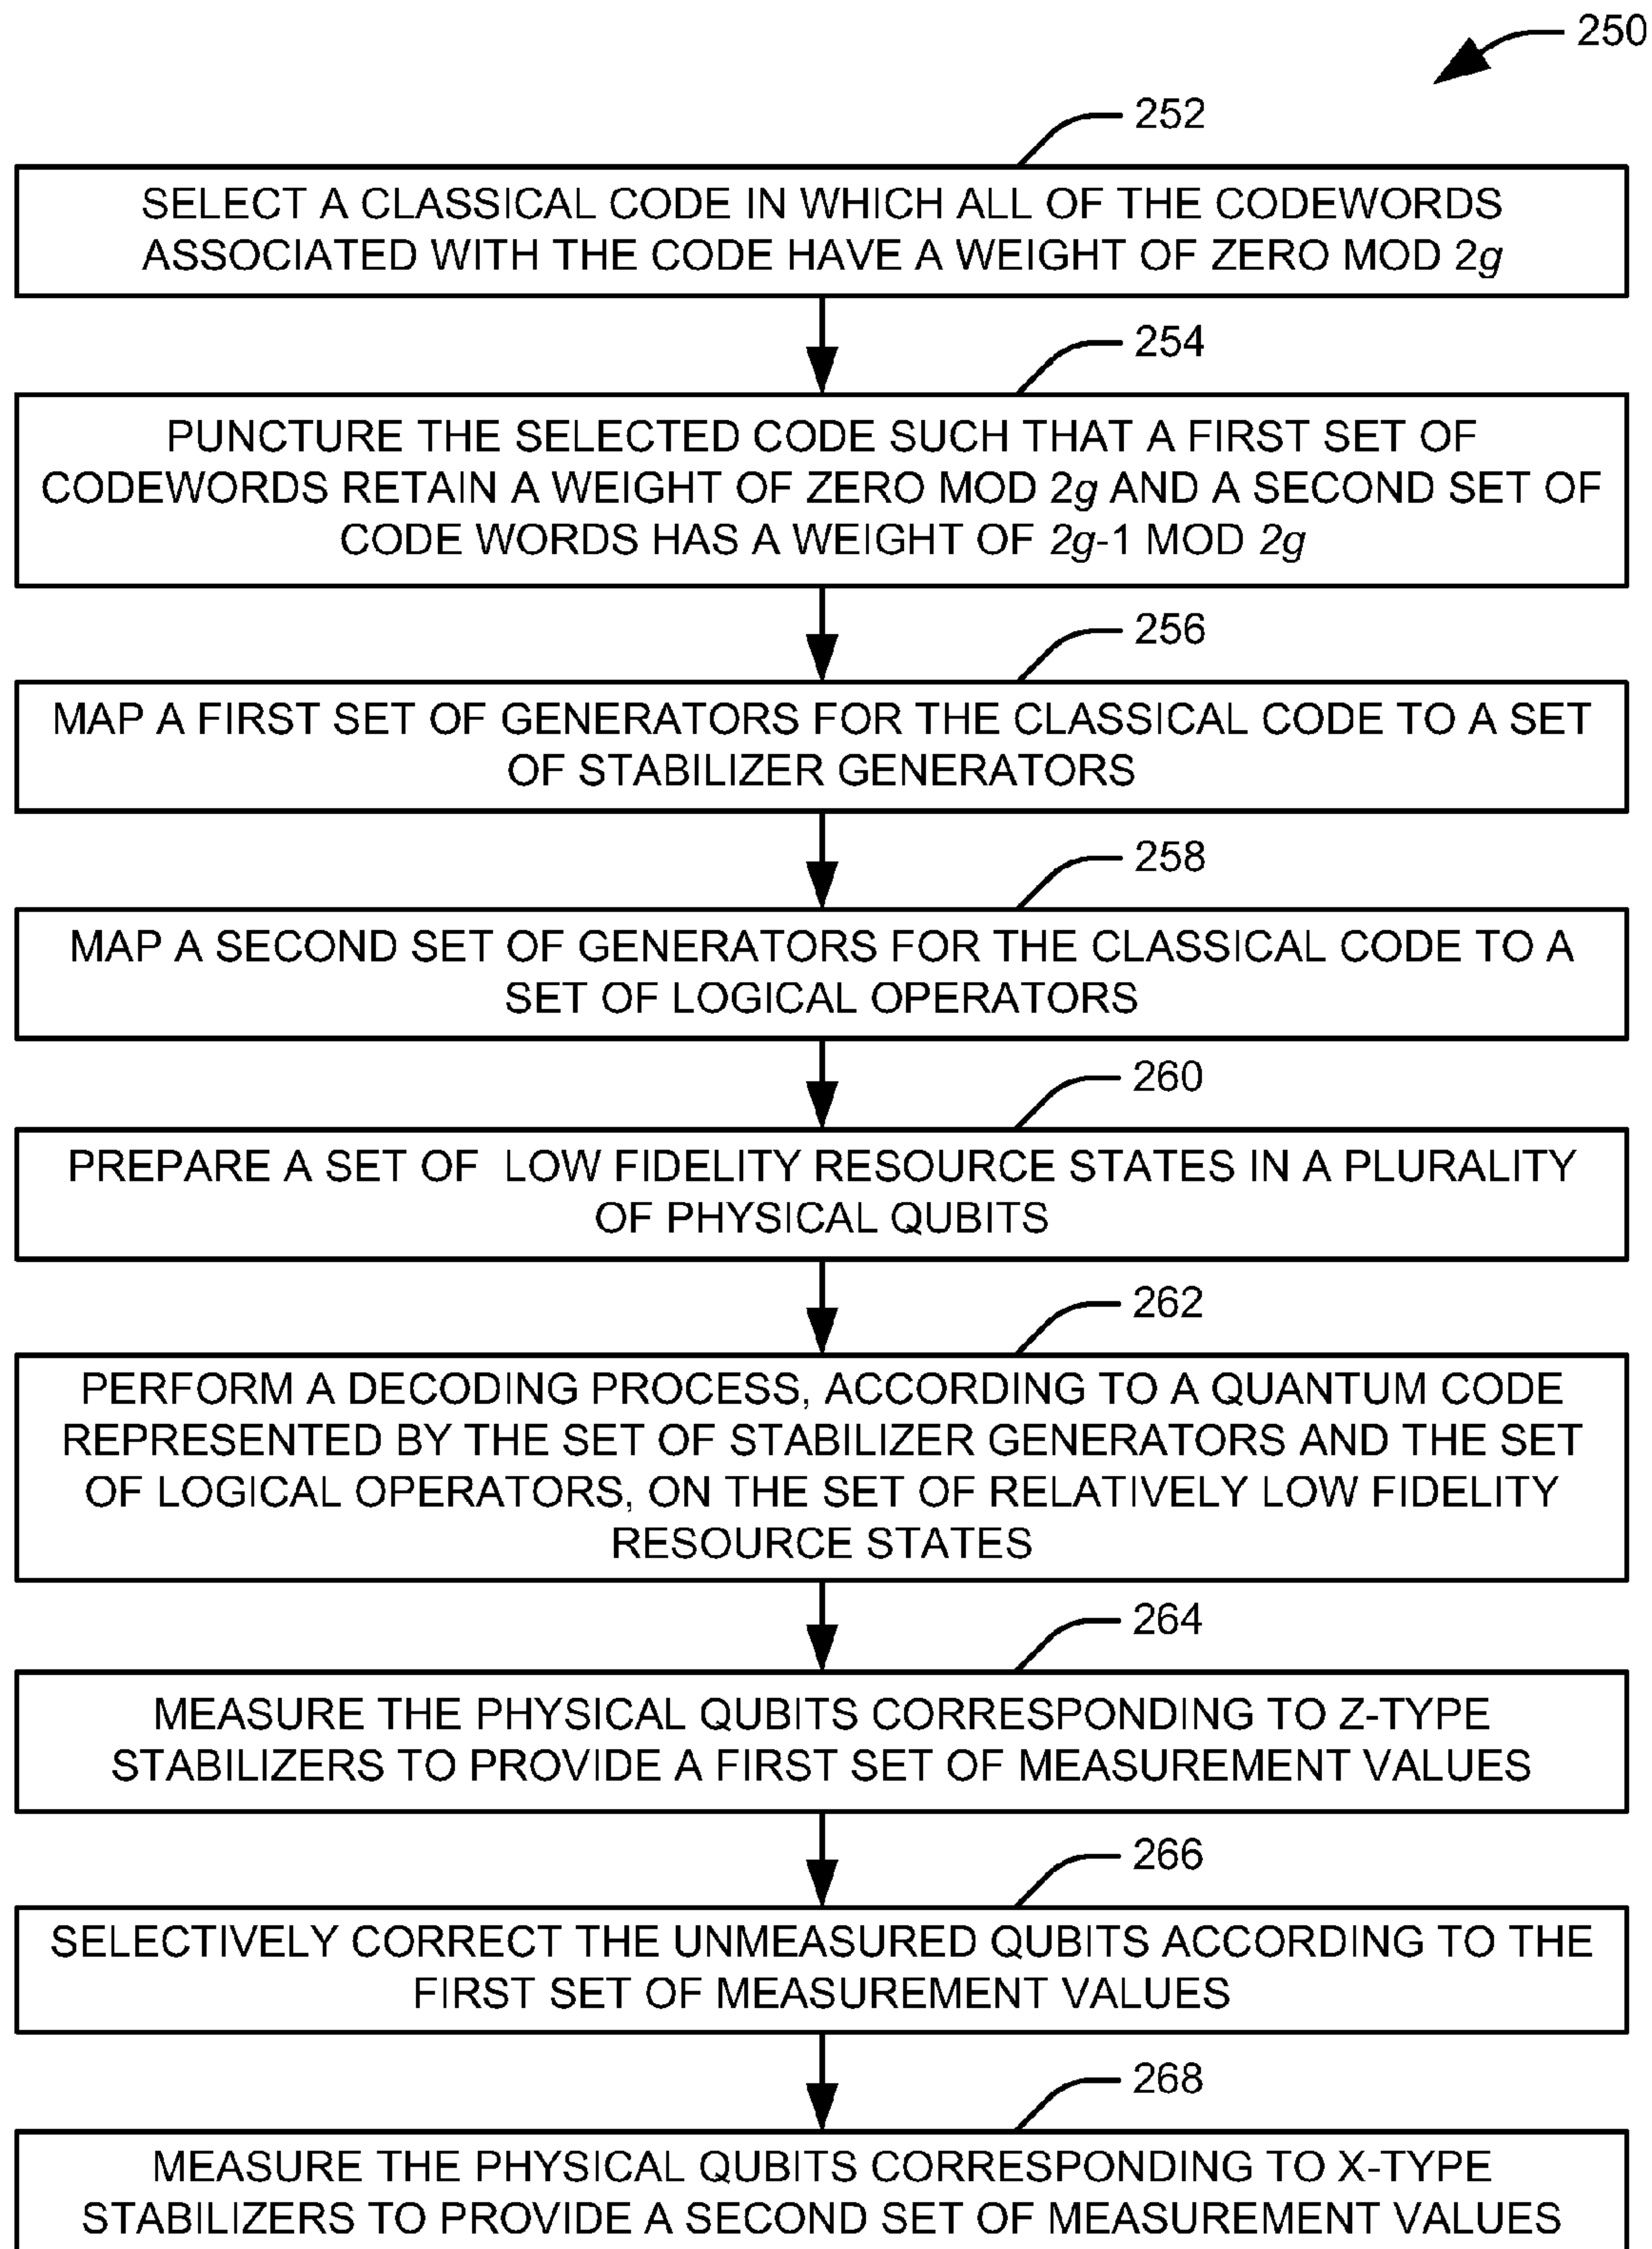 250
252
SELECT A CLASSICAL CODE IN WHICH ALL OF THE CODEWORDS
ASSOCIATED WITH THE CODE HAVE A WEIGHT OF ZERO MOD 2g
254
PUNCTURE THE SELECTED CODE SUCH THAT A FIRST SET OF
CODEWORDS RETAIN A WEIGHT OF ZERO MOD 2g AND A SECOND SET OF
CODE WORDS HAS A WEIGHT OF 2g-1 MOD 2g
256
MAP A FIRST SET OF GENERATORS FOR THE CLASSICAL CODE TO A SET
OF STABILIZER GENERATORS
258
MAP A SECOND SET OF GENERATORS FOR THE CLASSICAL CODE TO A
SET OF LOGICAL OPERATORS
260
PREPARE A SET OF LOW FIDELITY RESOURCE STATES IN A PLURALITY
OF PHYSICAL QUBITS
262
PERFORM A DECODING PROCESS, ACCORDING TO A QUANTUM CODE
REPRESENTED BY THE SET OF STABILIZER GENERATORS AND THE SET
OF LOGICAL OPERATORS, ON THE SET OF RELATIVELY LOW FIDELITY
RESOURCE STATES
264
MEASURE THE PHYSICAL QUBITS CORRESPONDING TO Z-TYPE
STABILIZERS TO PROVIDE A FIRST SET OF MEASUREMENT VALUES
266
SELECTIVELY CORRECT THE UNMEASURED QUBITS ACCORDING TO THE
FIRST SET OF MEASUREMENT VALUES
268
MEASURE THE PHYSICAL QUBITS CORRESPONDING TO X-TYPE
STABILIZERS TO PROVIDE A SECOND SET OF MEASUREMENT VALUES